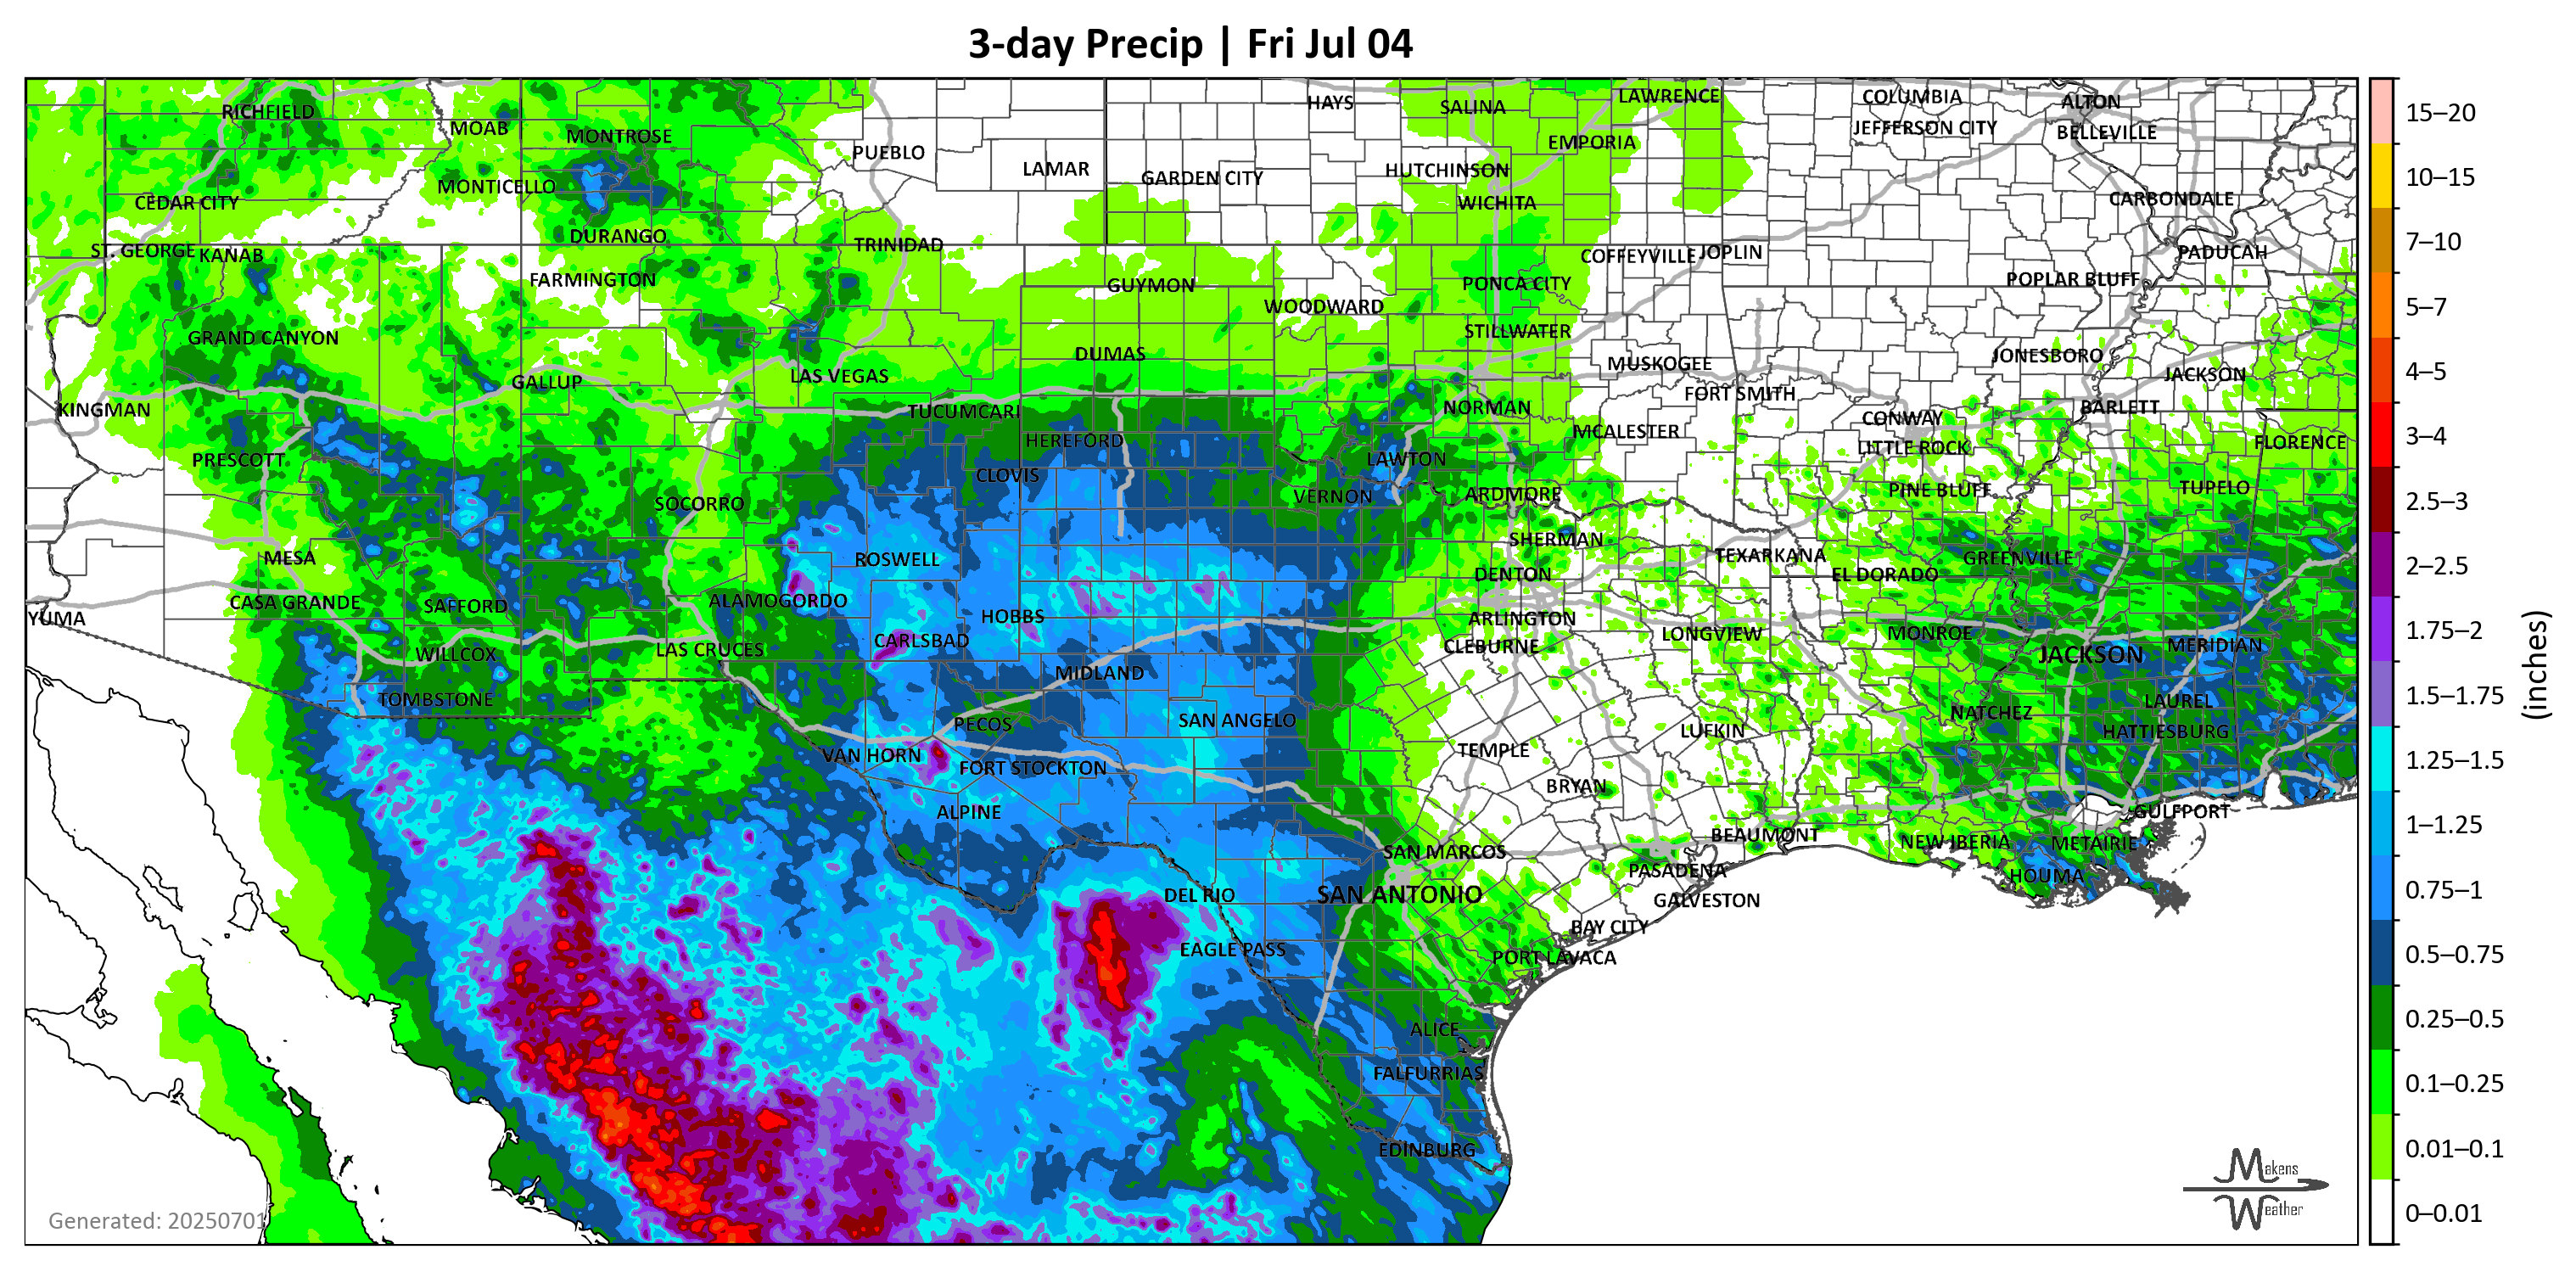 3-day Precip | Fri Jul 04
HAYS
SALINA
LAWRENCE
COLUMBIA
ALTON
RICHFIELD
MOAB
MONTROSE
JEFFERSON CITY
BELLEVILLE
PUEBLO
EMPORIA
LAMAR
GARDEN CITY
HUTCHINSON
MONTICELLO
CEDAR CITY
WICHITA
CARBONDALE
DURANGO
TRINIDAD
ST. GEORGE
KANAB
COFFEYVILLE
JOPLIN
PADUCAH
FARMINGTON
GUYMON
PONCA CITY
POPLAR BLUFF
WOODWARD
GRAND CANYON
STILLWATER
DUMAS
JONESBORO
MUSKOGEE
GALLUP
LAS VEGAS
JACKSON
FORT SMITH
KINGMAN
TUCUMCARI
NORMAN
BARLETT
CONWAY
MCALESTER
HEREFORD
LITTLE ROCK
FLORENCE
PRESCOTT
CLOVIS
LAWTON
SOCORRO
VERNON
ARDMORE
PINE BLUFF
TUPELO
MESA
ROSWELL
SHERMAN
TEXARKANA
GREENVILLE
DENTON
EL DORADO
CASA GRANDE
SAFFORD
ALAMOGORDO
YUMA
HOBBS
ARLINGTON
CARLSBAD
LONGVIEW
MONROE
WILLCOX
LAS CRUCES
CLEBURNE
JACKSON
MERIDIAN
MIDLAND
TOMBSTONE
LAUREL
PECOS
SAN ANGELO
NATCHEZ
LUFKIN
HATTIESBURG
VAN HORN
FORT STOCKTON
TEMPLE
BRYAN
ALPINE
GULFPORT
BEAUMONT
NEW IBERIA
METAIRIE
SAN MARCOS
PASADENA
HOUMA
DEL RIO
SAN ANTONIO
GALVESTON
BAY CITY
EAGLE PASS
PORT LAVACA
ALICE
FALFURRIAS
EDINBURG
Generated: 20250701
Makens
Weather
15–20
10–15
7–10
5–7
4–5
3–4
2.5–3
2–2.5
1.75–2
1.5–1.75
1.25–1.5
1–1.25
0.75–1
0.5–0.75
0.25–0.5
0.1–0.25
0.01–0.1
0–0.01
(inches)